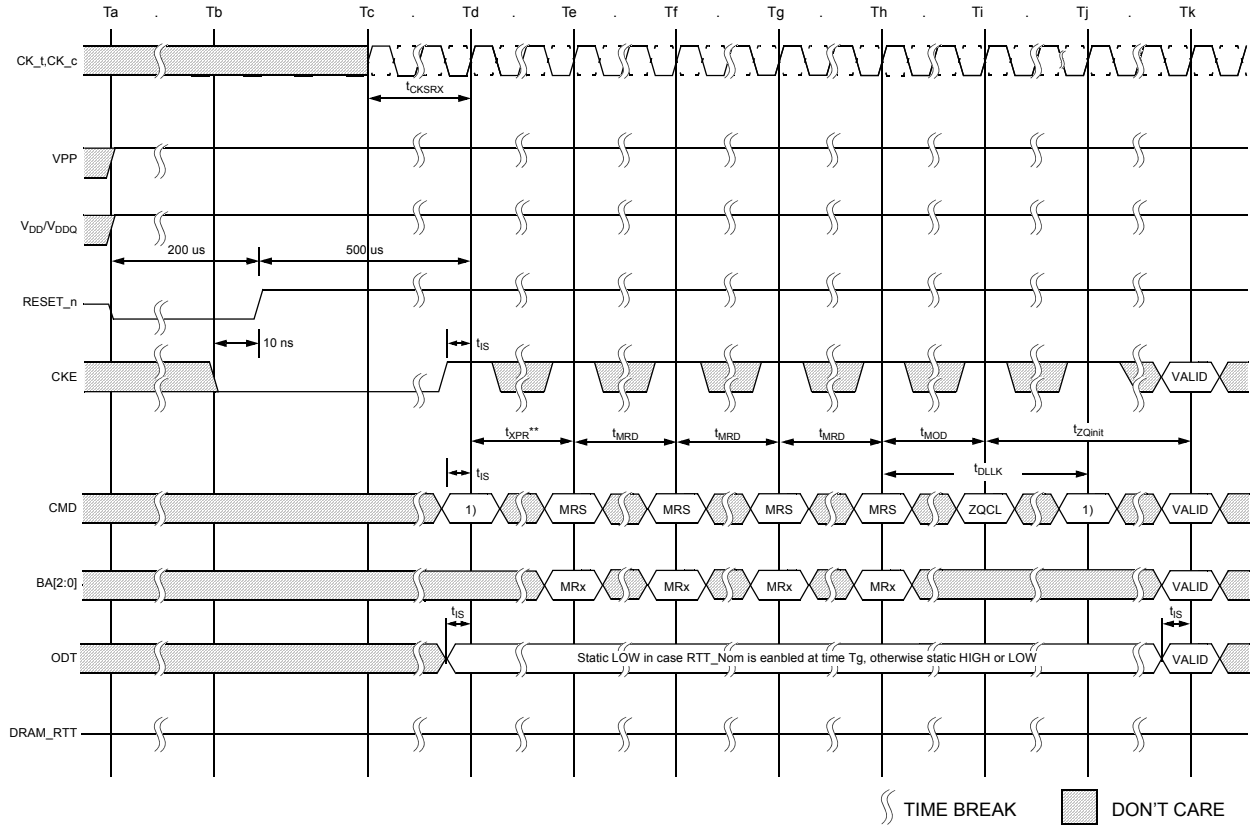 Ta . Tb . Tc . Td . Te . Tf . Tg . Th . Ti . Tj . Tk
CK_t,CK_c
tCKSRX
VPP
VDD/VDDQ
200 us
500 us
RESET_n
10 ns
tIS
CKE
VALID
tXPR**
tMRD
tMRD
tMRD
tMOD
tZQinit
tIS
tDLLK
CMD
1)
MRS
MRS
MRS
MRS
ZQCL
1)
VALID
BA[2:0]
MRx
MRx
MRx
MRx
VALID
tIS
tIS
ODT
Static LOW in case RTT_Nom is eanbled at time Tg, otherwise static HIGH or LOW
VALID
DRAM_RTT
TIME BREAK
DON'T CARE